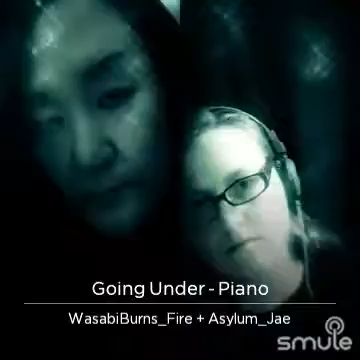 Going Under - Piano
WasabiBurns_Fire + Asylum_Jae
smule